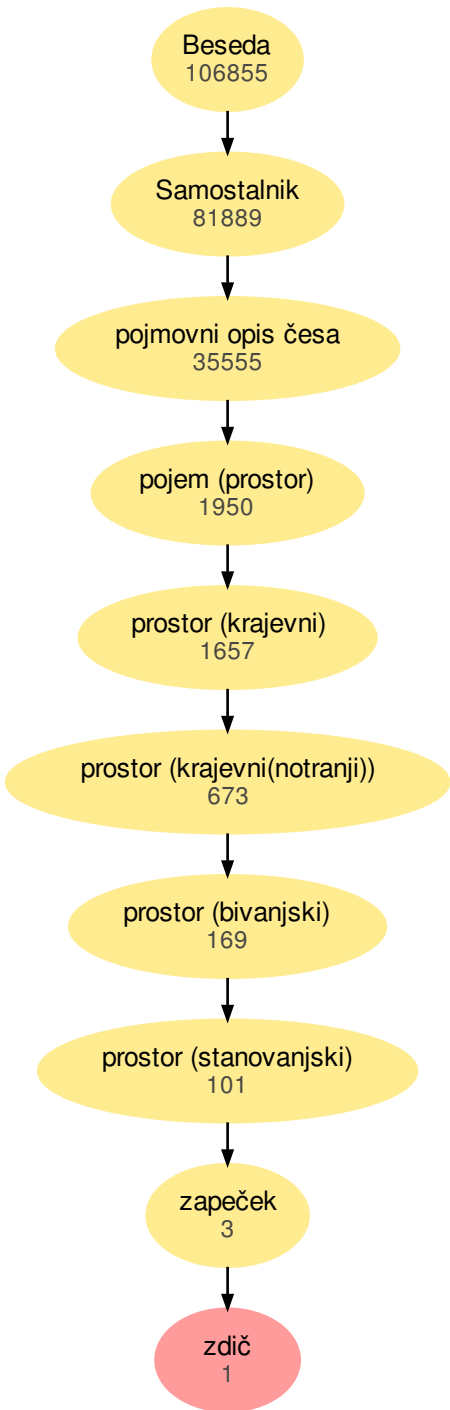 Beseda
106855
Samostalnik
81889
pojmovni opis česa
35555
pojem (prostor)
1950
prostor (krajevni)
1657
prostor (krajevni(notranji))
673
prostor (bivanjski)
169
prostor (stanovanjski)
101
zapeček
3
zdič
1